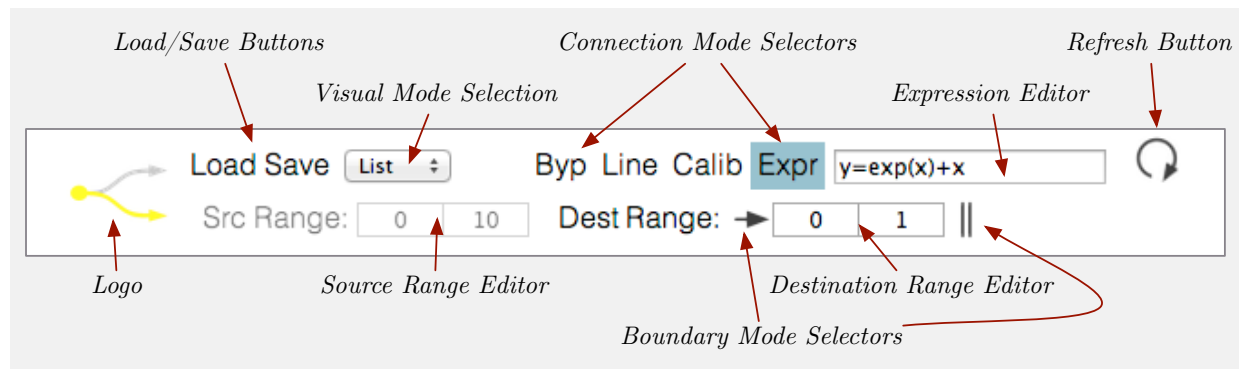 Load/Save Buttons Connection Mode Selectors Refresh Button
Visual Mode Selection Expression Editor
Load Save List Byp Line Calib Expr y=exp(x)+x
Src Range: 0 10 Dest Range: 0 1
Logo Source Range Editor Destination Range Editor
Boundary Mode Selectors